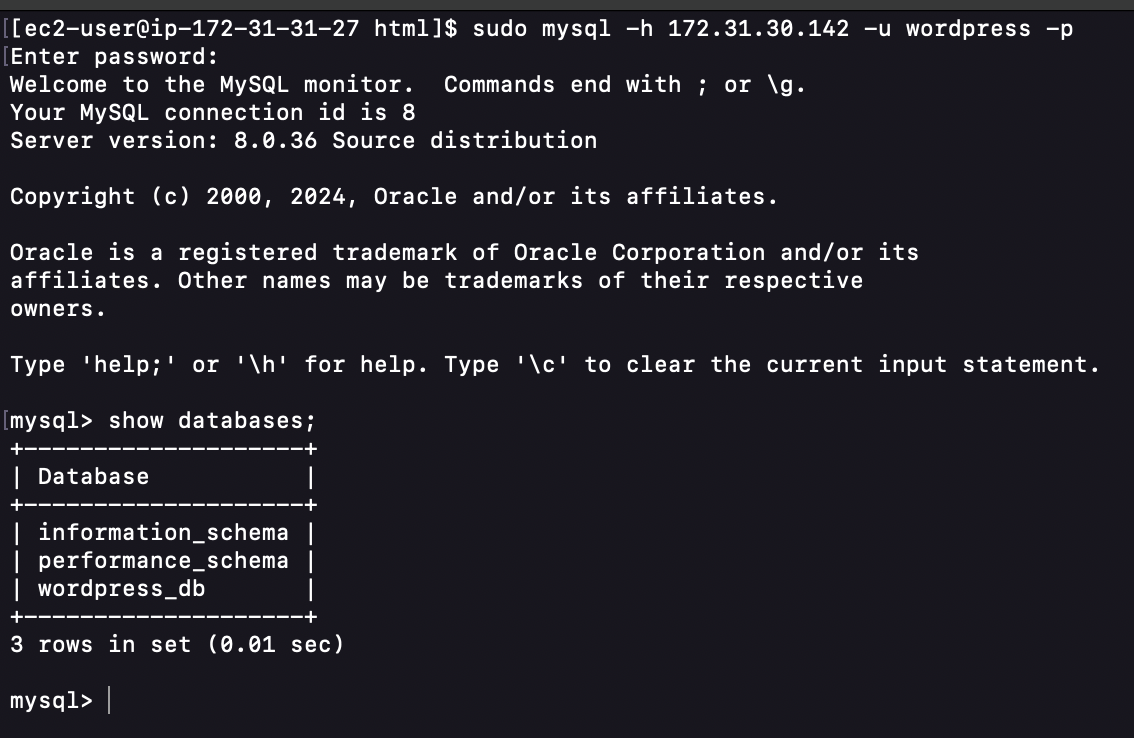 [[ec2-user@ip-172-31-31-27 html]$ sudo mysql -h 172.31.30.142 -u wordpress -p
[Enter password:
Welcome to the MySQL monitor.  Commands end with ; or \g.
Your MySQL connection id is 8
Server version: 8.0.36 Source distribution

Copyright (c) 2000, 2024, Oracle and/or its affiliates.

Oracle is a registered trademark of Oracle Corporation and/or its
affiliates. Other names may be trademarks of their respective
owners.

Type 'help;' or '\h' for help. Type '\c' to clear the current input statement.

[mysql> show databases;
+--------------------+
| Database           |
+--------------------+
| information_schema |
| performance_schema |
| wordpress_db       |
+--------------------+
3 rows in set (0.01 sec)

mysql>